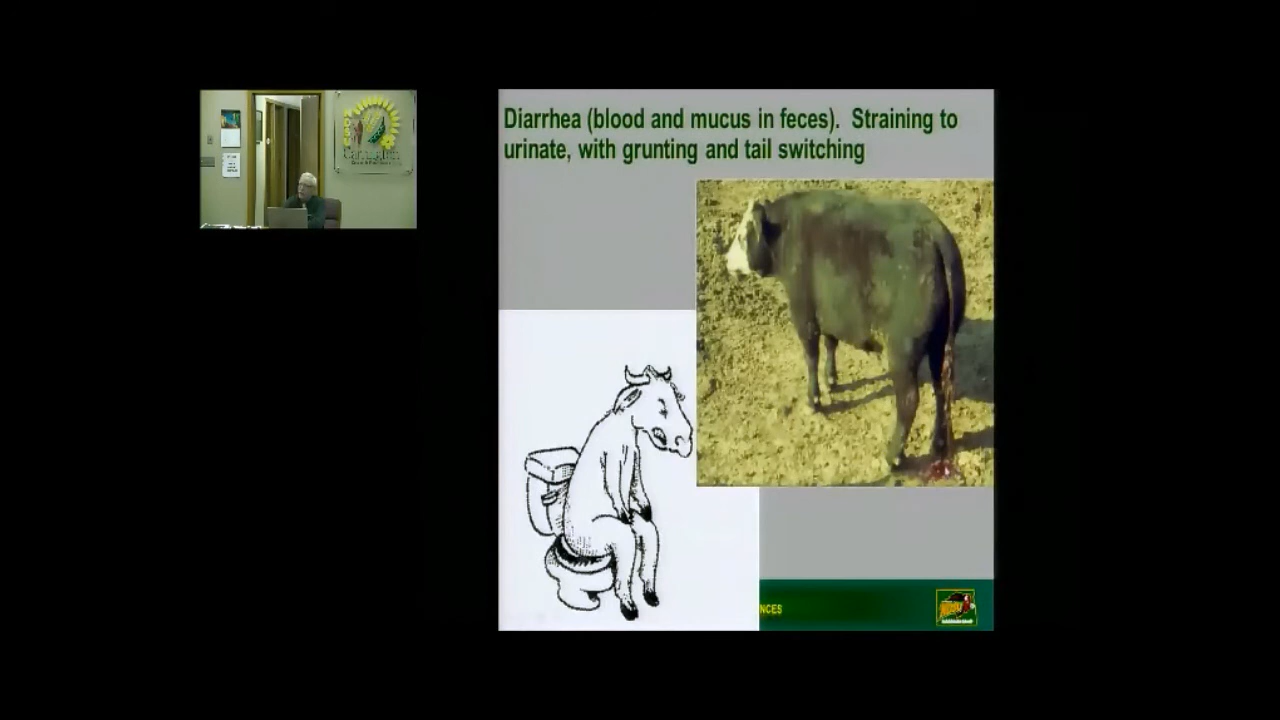 Diarrhea (blood and mucus in feces).  Straining to
urinate, with grunting and tail switching
NCES